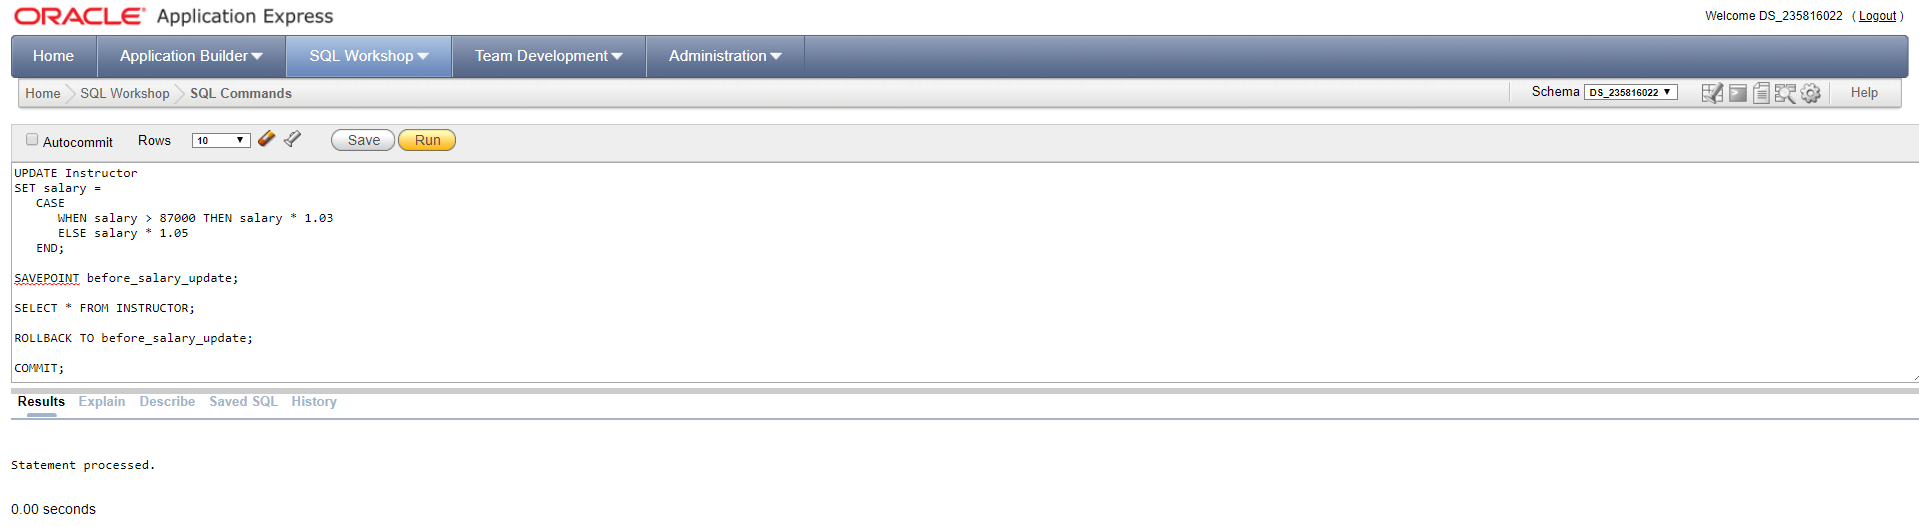 ORACLE® Application Express
Welcome DS_235816022 ( Logout )
Home Application Builder SQL Workshop Team Development Administration
Home SQL Workshop SQL Commands Schema DS_235816022 Help
Autocommit Rows 10 Save Run
UPDATE Instructor
SET salary =
   CASE
      WHEN salary > 87000 THEN salary * 1.03
      ELSE salary * 1.05
   END;
SAVEPOINT before_salary_update;
SELECT * FROM INSTRUCTOR;
ROLLBACK TO before_salary_update;
COMMIT;
Results Explain Describe Saved SQL History
Statement processed.
0.00 seconds